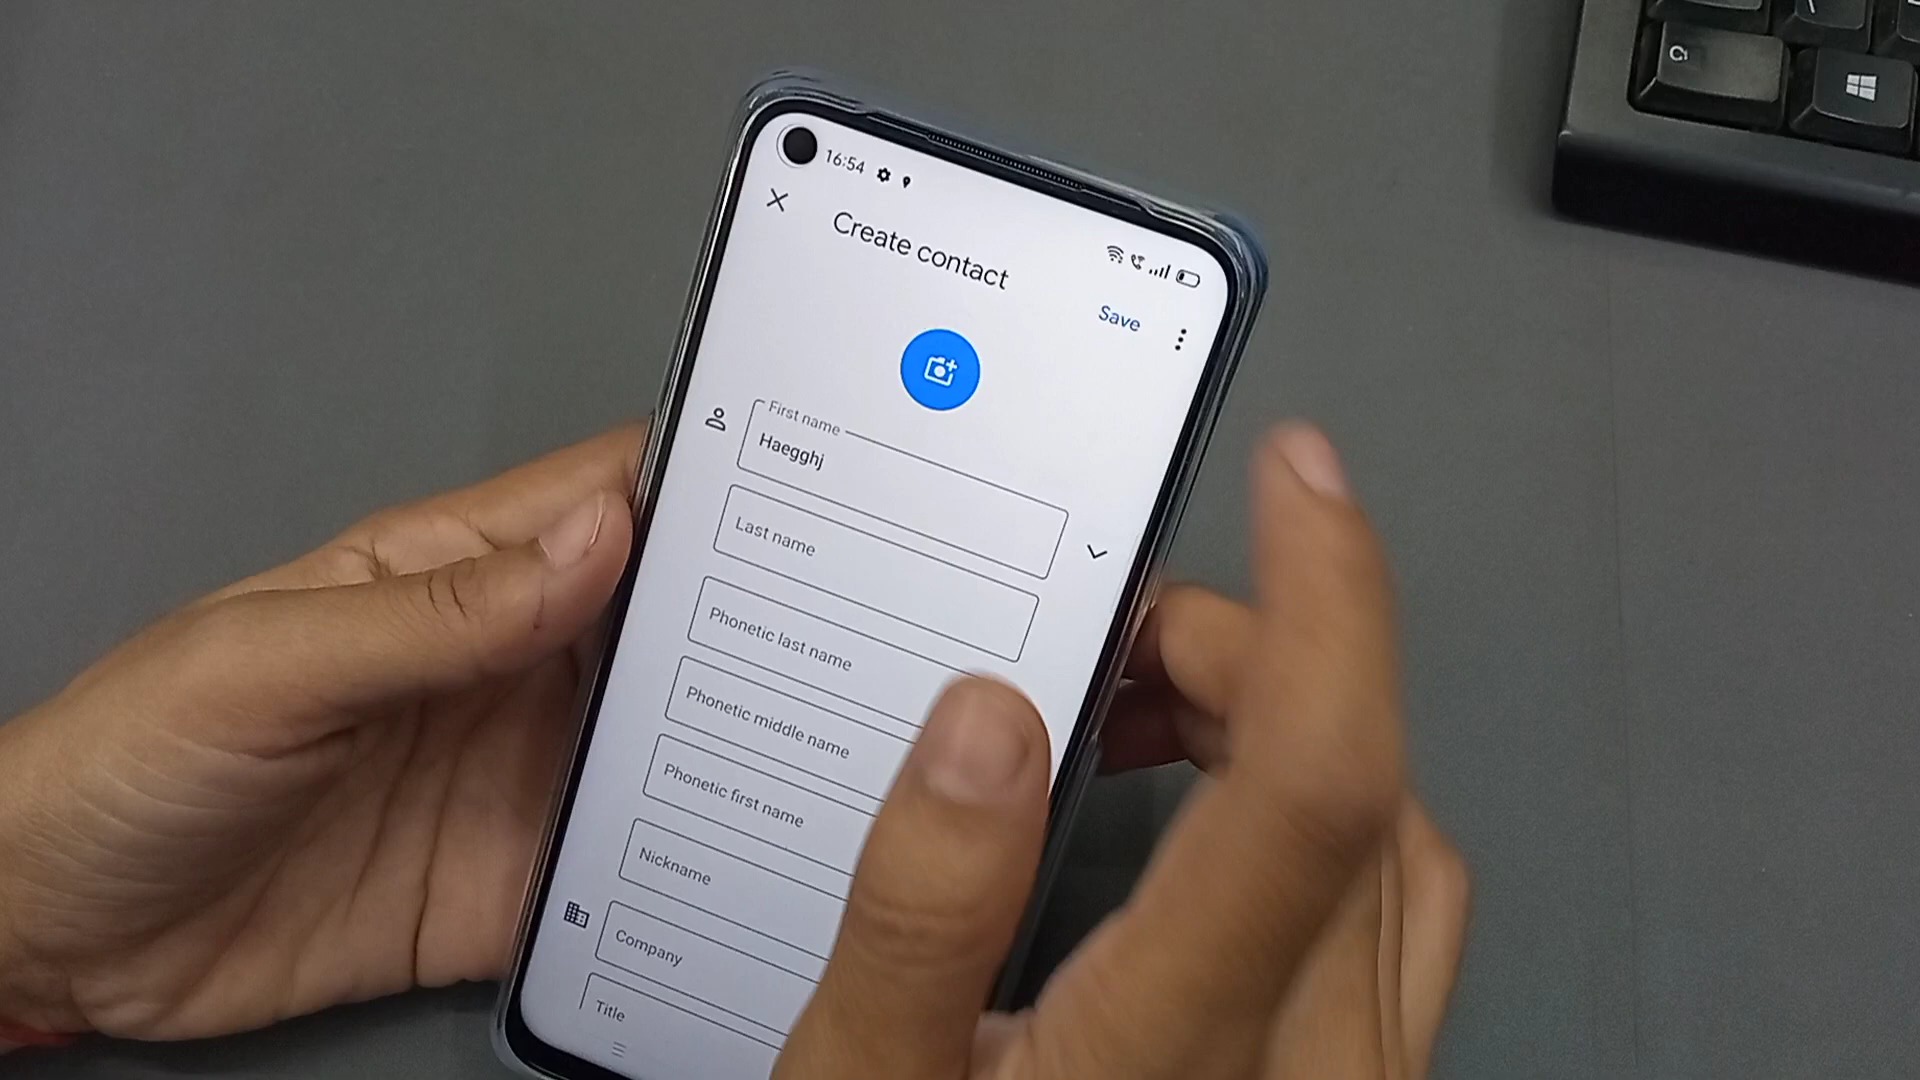 16:54
Create contact
Save
First name
Haegghj
Last name
Phonetic last name
Phonetic middle name
Phonetic first name
Nickname
Company
Title